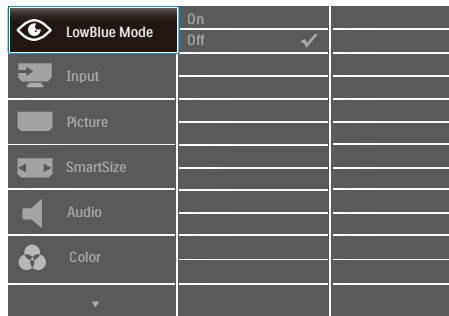 LowBlue Mode
On
Off
Input
Picture
SmartSize
Audio
Color